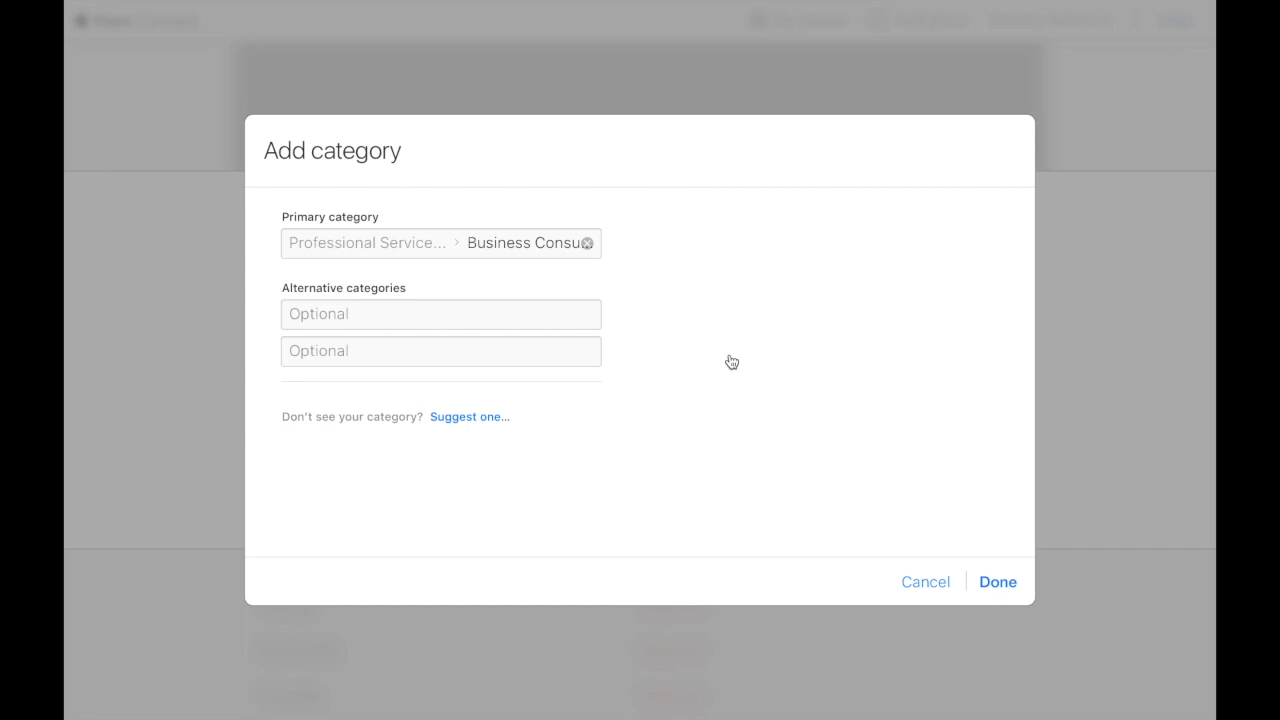 Add category
Primary category
Professional Service... > Business Consu
Alternative categories
Optional
Optional
Don't see your category? Suggest one...
Cancel
Done